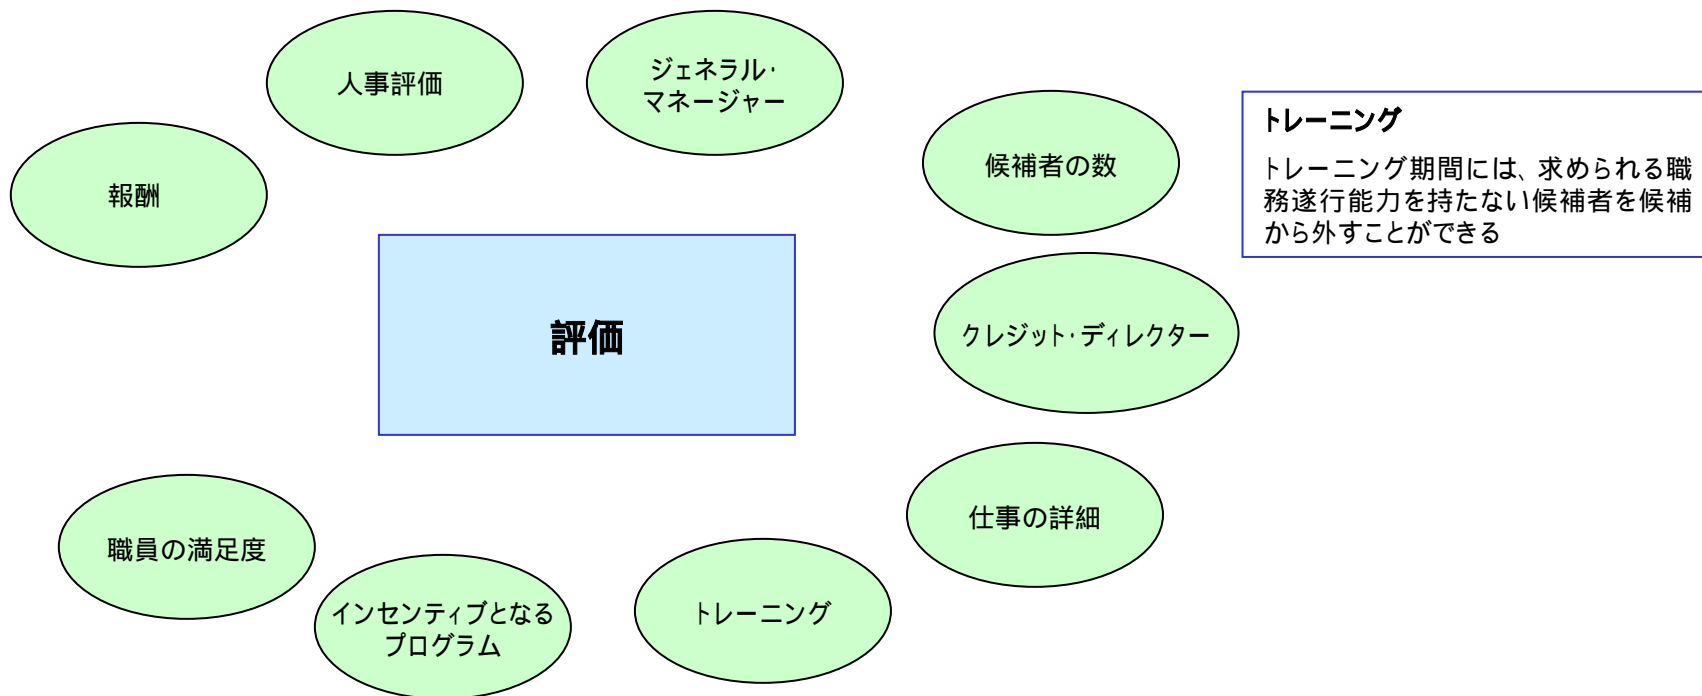 人事評価
ジェネラル・
マネージャー
報酬
候補者の数
トレーニング
トレーニング期間には、求められる職
務遂行能力を持たない候補者を候補
から外すことができる
評価
クレジット・ディレクター
仕事の詳細
職員の満足度
インセンティブとなる
プログラム
トレーニング